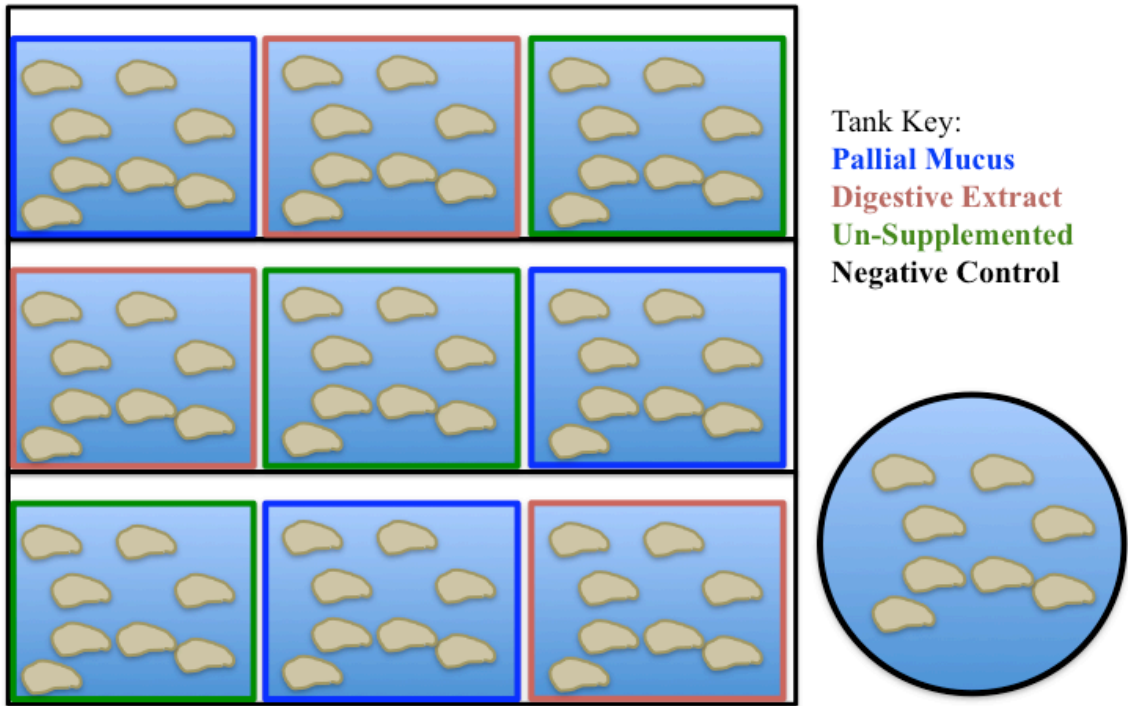 Tank Key:
Pallial Mucus
Digestive Extract
Un-Supplemented
Negative Control